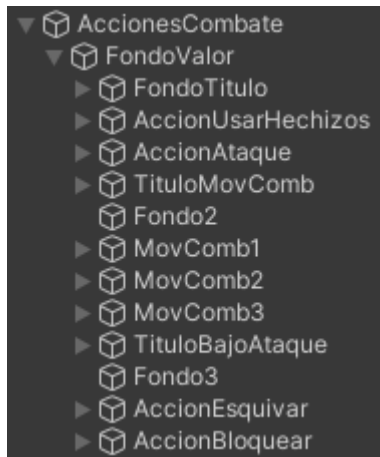 AccionesCombate
FondoValor
FondoTitulo
AccionUsarHechizos
AccionAtaque
TituloMovComb
Fondo2
MovComb1
MovComb2
MovComb3
TituloBajoAtaque
Fondo3
AccionEsquivar
AccionBloquear